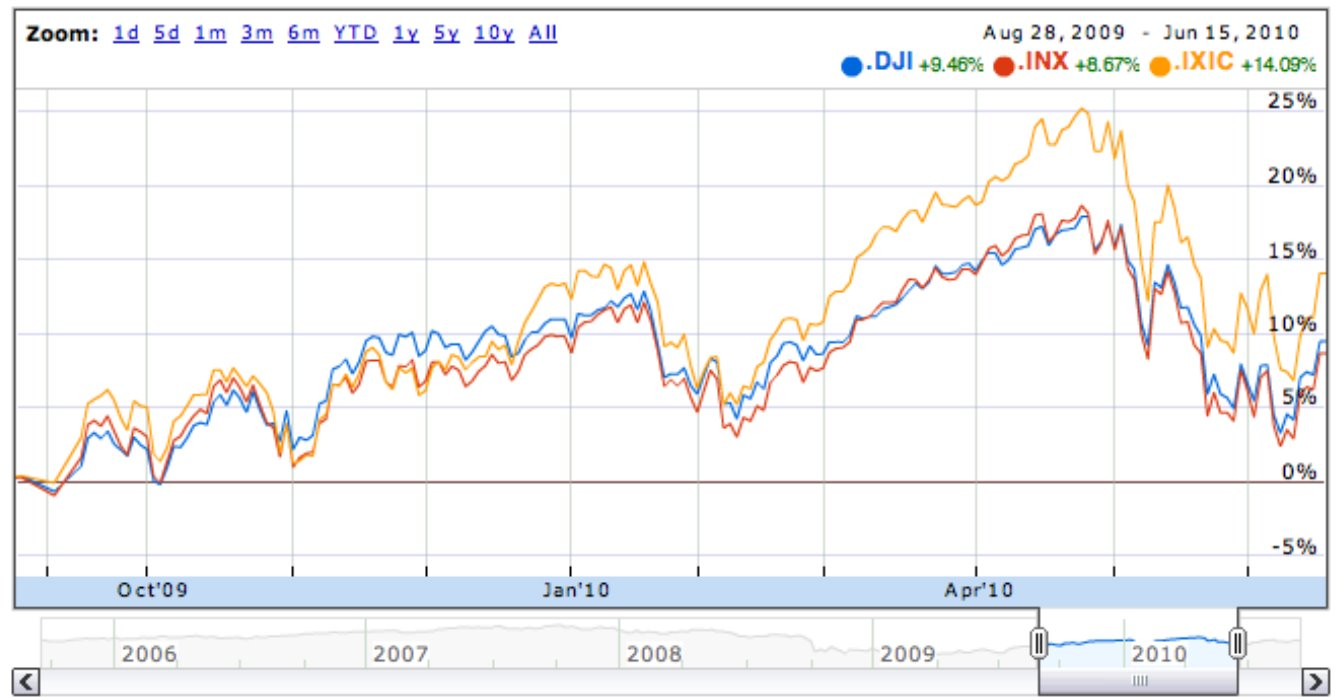 Zoom: 1d 5d 1m 3m 6m YTD 1y 5y 10y All
Aug 28, 2009 - Jun 15, 2010
.DJI +9.46% .INX +8.67% .IXIC +14.09%
25%
20%
15%
10%
5%
0%
-5%
Oct'09 Jan'10 Apr'10
2006 2007 2008 2009 2010